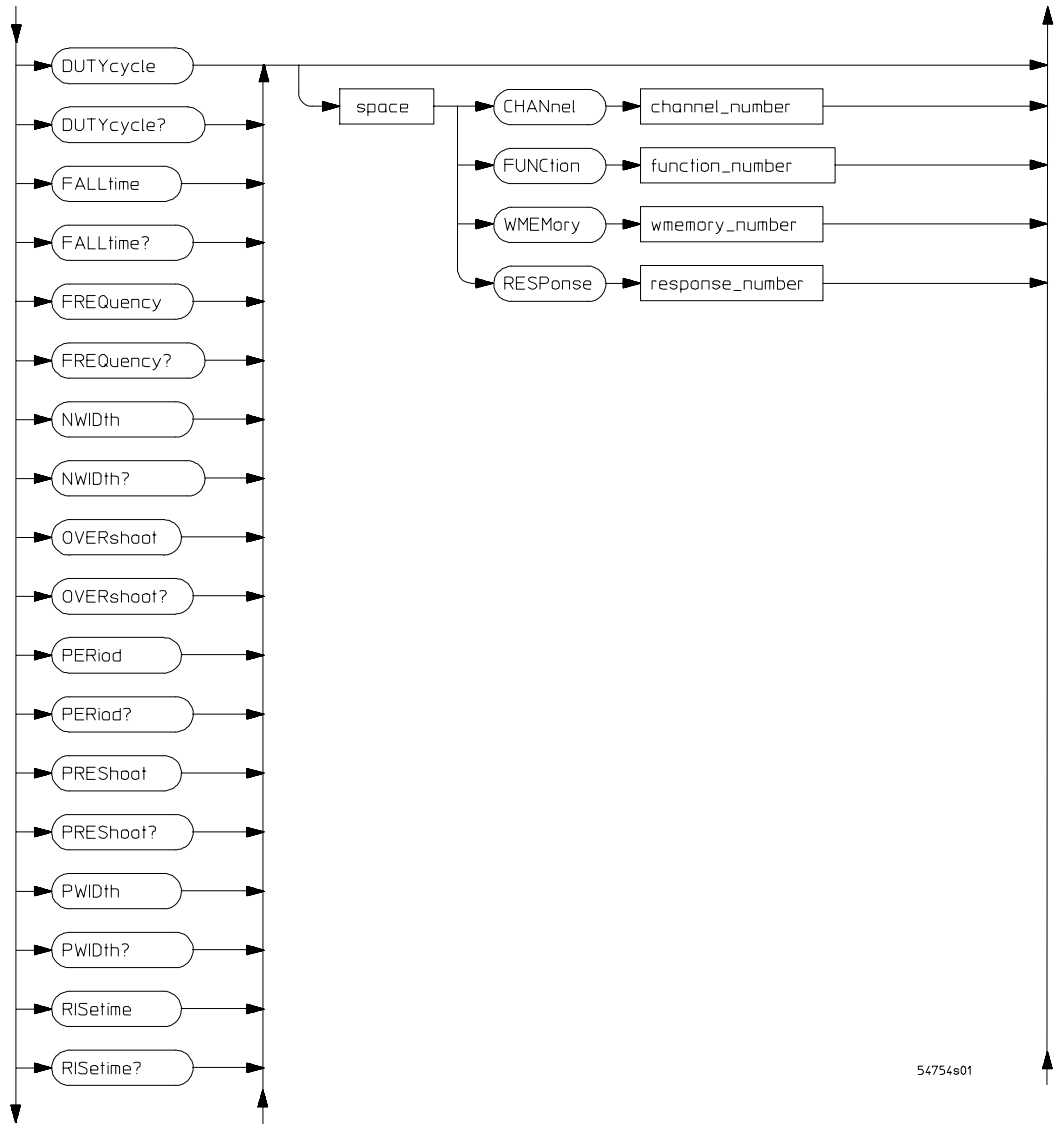 DUTYcycle
space CHANnel channel_number
DUTYcycle?
FUNCtion function_number
FALLtime
FALLtime?
WMEMory wmemory_number
FREQuency
RESPonse response_number
FREQuency?
NWIDth
NWIDth?
OVERshoot
OVERshoot?
PERiod
PERiod?
PREShoot
PREShoot?
PWIDth
PWIDth?
RISetime
RISetime?
54754s01